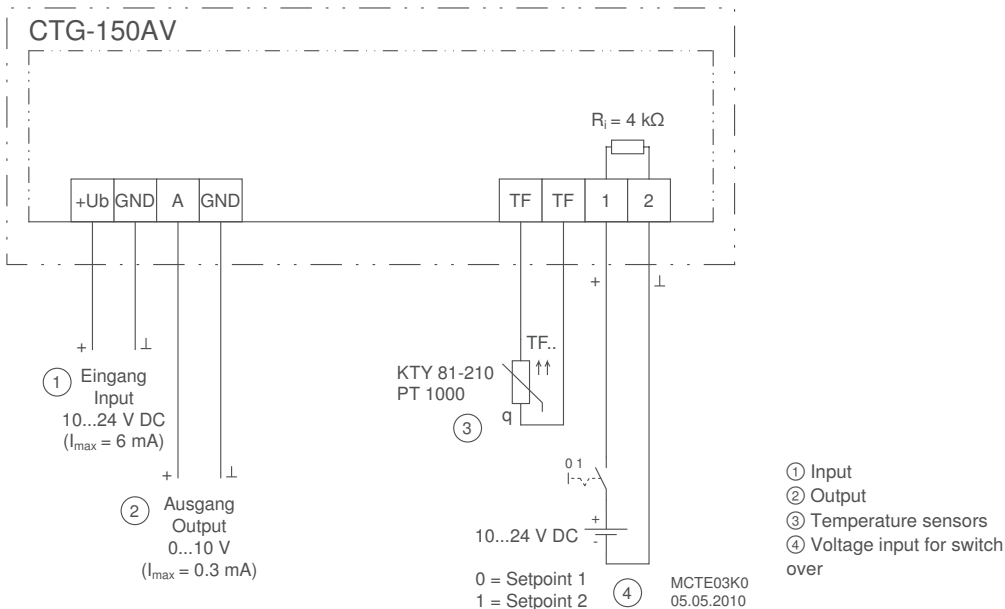 CTG-150AV
Rᵢ = 4 kΩ
+Ub GND A GND TF TF 1 2
+ ⊥
+ ⊥
① Eingang
Input
10...24 V DC
(Imax = 6 mA)
TF..
KTY 81-210
PT 1000
q
③
+ ⊥
② Ausgang
Output
0...10 V
(Imax = 0.3 mA)
0 1
+
10...24 V DC
-
0 = Setpoint 1
1 = Setpoint 2
④
MCTE03K0
05.05.2010
① Input
② Output
③ Temperature sensors
④ Voltage input for switch
over